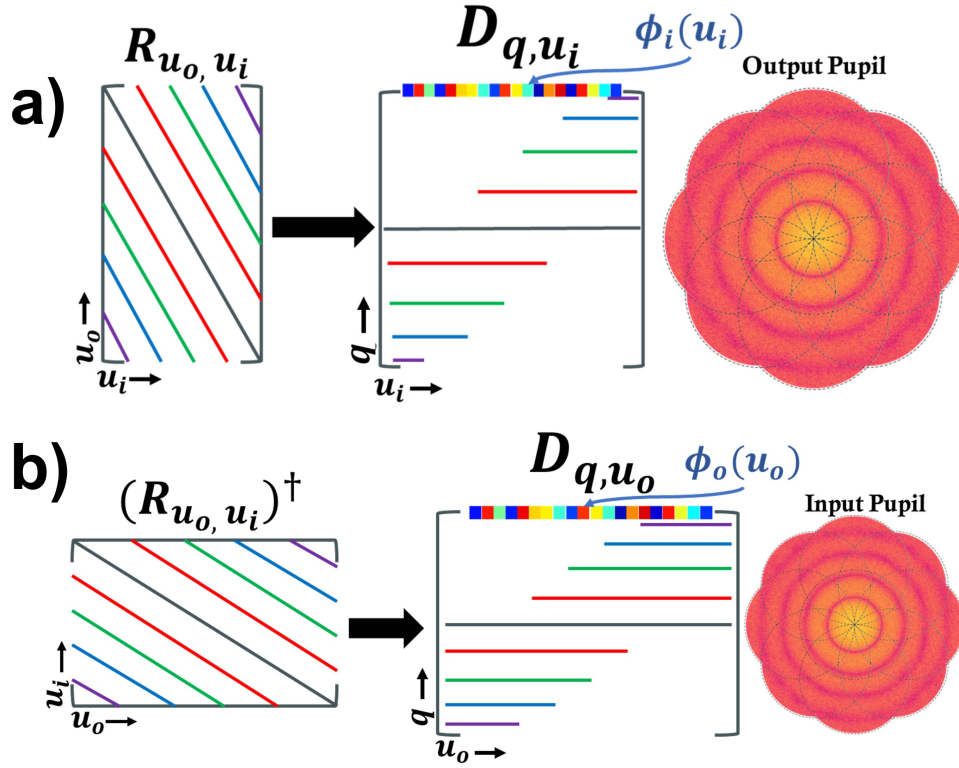 a)
R_{u_o, u_i}
D_{q,u_i}
ϕ_i(u_i)
Output Pupil
u_o
u_i
q
u_i
b)
(R_{u_o, u_i})^†
D_{q,u_o}
ϕ_o(u_o)
Input Pupil
u_i
u_o
q
u_o